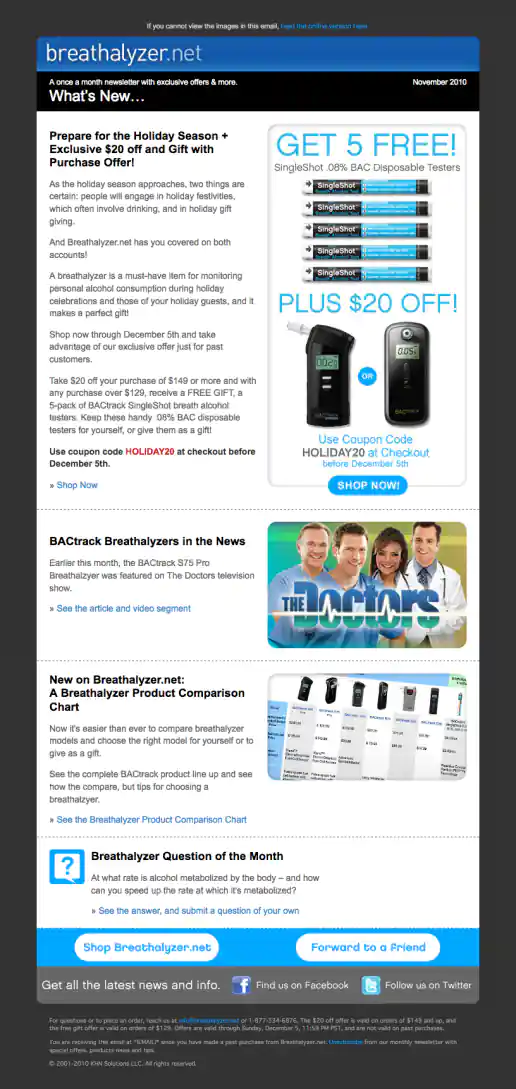 If you cannot view the images in this email, read the online version here
breathalyzer.net
A once a month newsletter with exclusive offers & more.
November 2010
What's New...
Prepare for the Holiday Season +
Exclusive $20 off and Gift with
Purchase Offer!
As the holiday season approaches, two things are
certain: people will engage in holiday festivities,
which often involve drinking, and in holiday gift
giving.
And Breathalyzer.net has you covered on both
accounts!
A breathalyzer is a must-have item for monitoring
personal alcohol consumption during holiday
celebrations and those of your holiday guests, and it
makes a perfect gift!
Shop now through December 5th and take
advantage of our exclusive offer just for past
customers.
Take $20 off your purchase of $149 or more and with
any purchase over $129, receive a FREE GIFT, a
5-pack of BACtrack SingleShot breath alcohol
testers. Keep these handy .08% BAC disposable
testers for yourself, or give them as a gift!
Use coupon code HOLIDAY20 at checkout before
December 5th.
» Shop Now
GET 5 FREE!
SingleShot .08% BAC Disposable Testers
SingleShot
SingleShot
SingleShot
SingleShot
SingleShot
PLUS $20 OFF!
OR
BACtrack
BACtrack
Use Coupon Code
HOLIDAY20 at Checkout
before December 5th
SHOP NOW!
BACtrack Breathalyzers in the News
Earlier this month, the BACtrack S75 Pro
Breathalyzer was featured on The Doctors television
show.
» See the article and video segment
THE Doctors
New on Breathalyzer.net:
A Breathalyzer Product Comparison
Chart
Now it's easier than ever to compare breathalyzer
models and choose the right model for yourself or to
give as a gift.
See the complete BACtrack product line up and see
how the compare, but tips for choosing a
breathalyzer.
» See the Breathalyzer Product Comparison Chart
?
Breathalyzer Question of the Month
At what rate is alcohol metabolized by the body – and how
can you speed up the rate at which it's metabolized?
» See the answer, and submit a question of your own
Shop Breathalyzer.net
Forward to a friend
Get all the latest news and info.
Find us on Facebook
Follow us on Twitter
For questions or to place an order, reach us at info@breathalyzer.net or 1-877-334-6876. The $20 off offer is valid on orders of $149 and up, and
the free gift offer is valid on orders of $129. Offers are valid through Sunday, December 5, 11:59 PM PST, and are not valid on past purchases.
You are receiving this email at *EMAIL* since you have made a past purchase from Breathalyzer.net. Unsubscribe from our monthly newsletter with
special offers, products news and tips.
© 2001-2010 KHN Solutions LLC. All rights reserved.